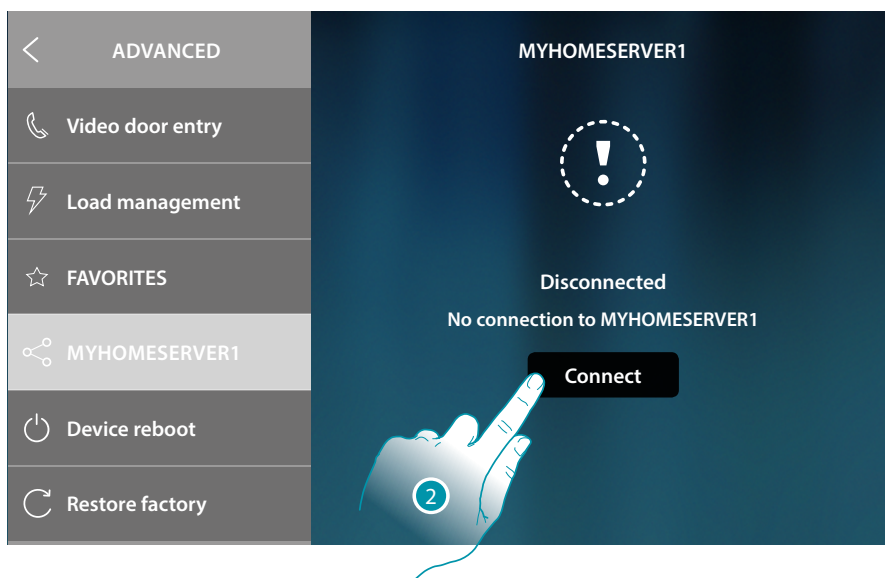 ADVANCED
Video door entry
Load management
FAVORITES
MYHOMESERVER1
Device reboot
Restore factory
MYHOMESERVER1
!
Disconnected
No connection to MYHOMESERVER1
Connect
2